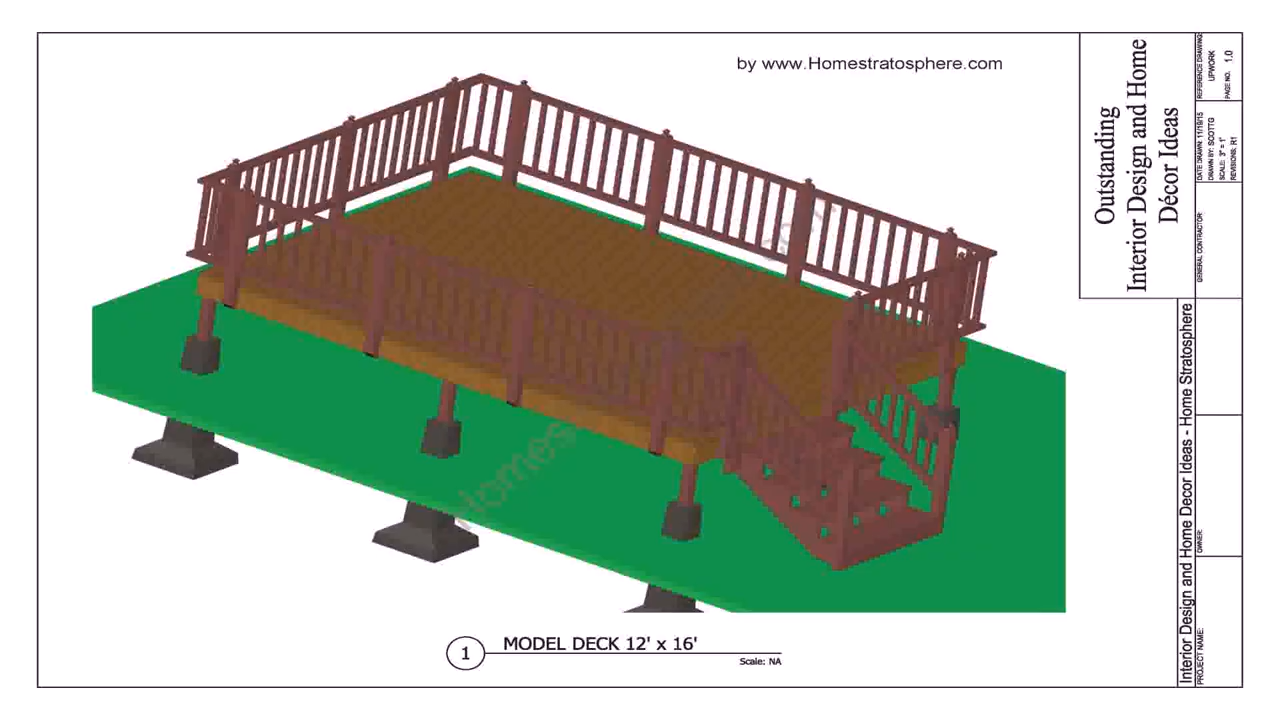 by www.Homestratosphere.com
1
MODEL DECK 12' x 16'
Scale: NA
Outstanding
Interior Design and Home
Décor Ideas
REFERENCE DRAWING:
UPWORK
PAGE NO. 1.0
DATE DRAWN: 11/19/15
DRAWN BY: SCOTTG
SCALE: 3" = 1'
REVISIONS: R1
GENERAL CONTRACTOR:
OWNER:
Interior Design and Home Decor Ideas - Home Stratosphere
PROJECT NAME: